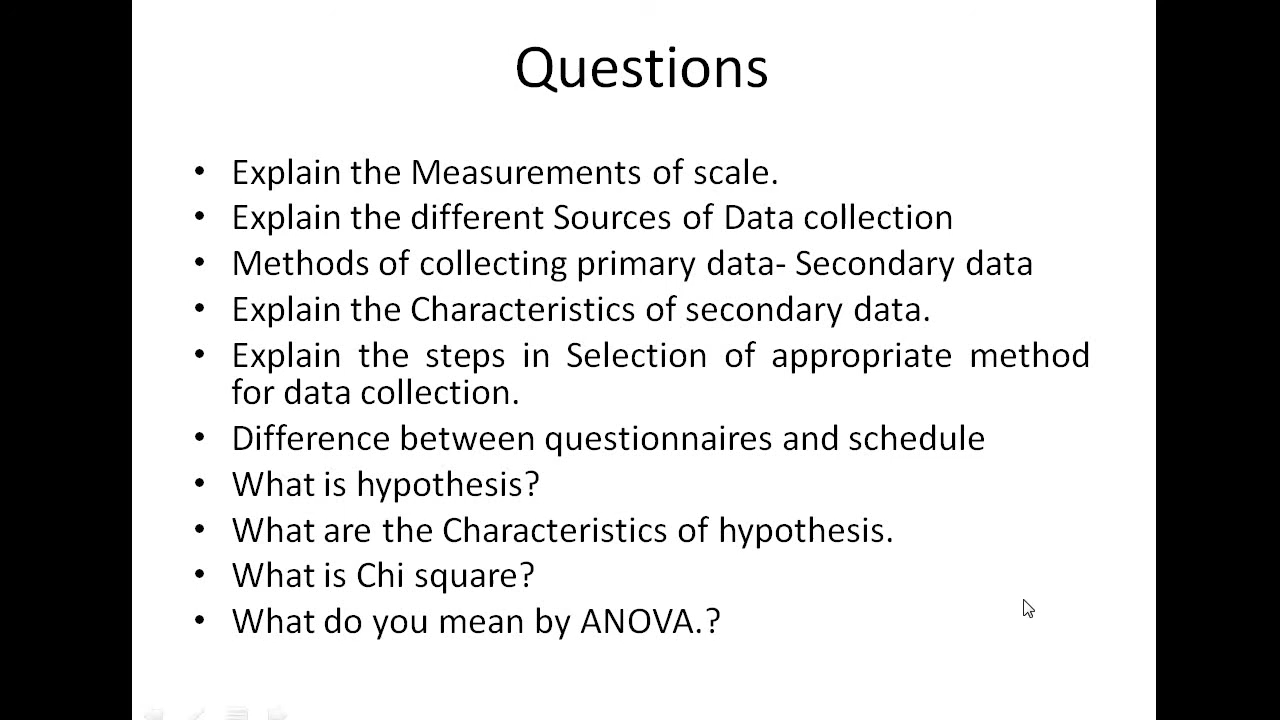 Questions
• Explain the Measurements of scale.
• Explain the different Sources of Data collection
• Methods of collecting primary data- Secondary data
• Explain the Characteristics of secondary data.
• Explain the steps in Selection of appropriate method
for data collection.
• Difference between questionnaires and schedule
• What is hypothesis?
• What are the Characteristics of hypothesis.
• What is Chi square?
• What do you mean by ANOVA.?